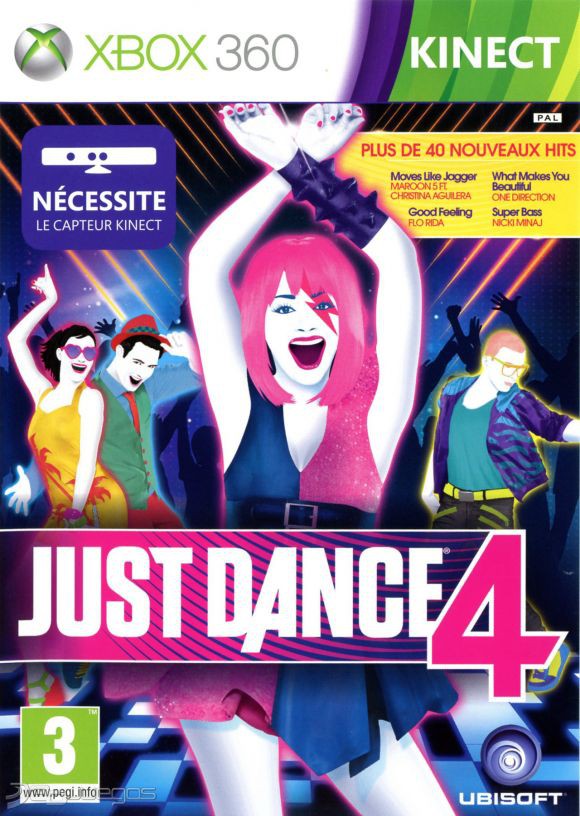 XBOX 360
KINECT
PAL
NÉCESSITE
LE CAPTEUR KINECT
PLUS DE 40 NOUVEAUX HITS
Moves Like Jagger
MAROON 5 FT.
CHRISTINA AGUILERA
Good Feeling
FLO RIDA
What Makes You
Beautiful
ONE DIRECTION
Super Bass
NICKI MINAJ
JUST DANCE® 4
3™
www.pegi.info
UBISOFT